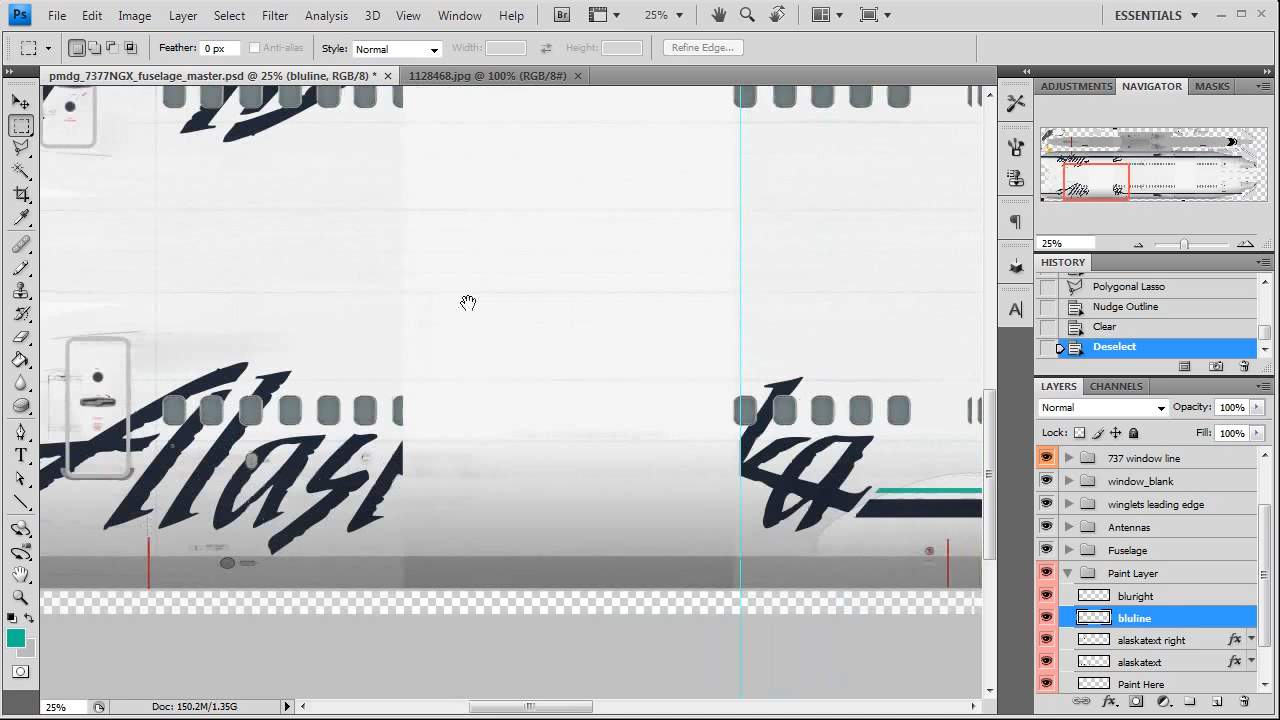 Ps File Edit Image Layer Select Filter Analysis 3D View Window Help Br 25% ESSENTIALS
Feather: 0 px Anti-alias Style: Normal Width: Height: Refine Edge...
pmdg_7377NGX_fuselage_master.psd @ 25% (bluline, RGB/8) * × 1128468.jpg @ 100% (RGB/8#) ×
ADJUSTMENTS NAVIGATOR MASKS
25%
HISTORY
Polygonal Lasso
Nudge Outline
Clear
Deselect
LAYERS CHANNELS
Normal Opacity: 100%
Lock: Fill: 100%
737 window line
window_blank
winglets leading edge
Antennas
Fuselage
Paint Layer
bluright
bluline
alaskatext right fx
alaskatext fx
Paint Here
Alas ka
25% Doc: 150.2M/1.35G